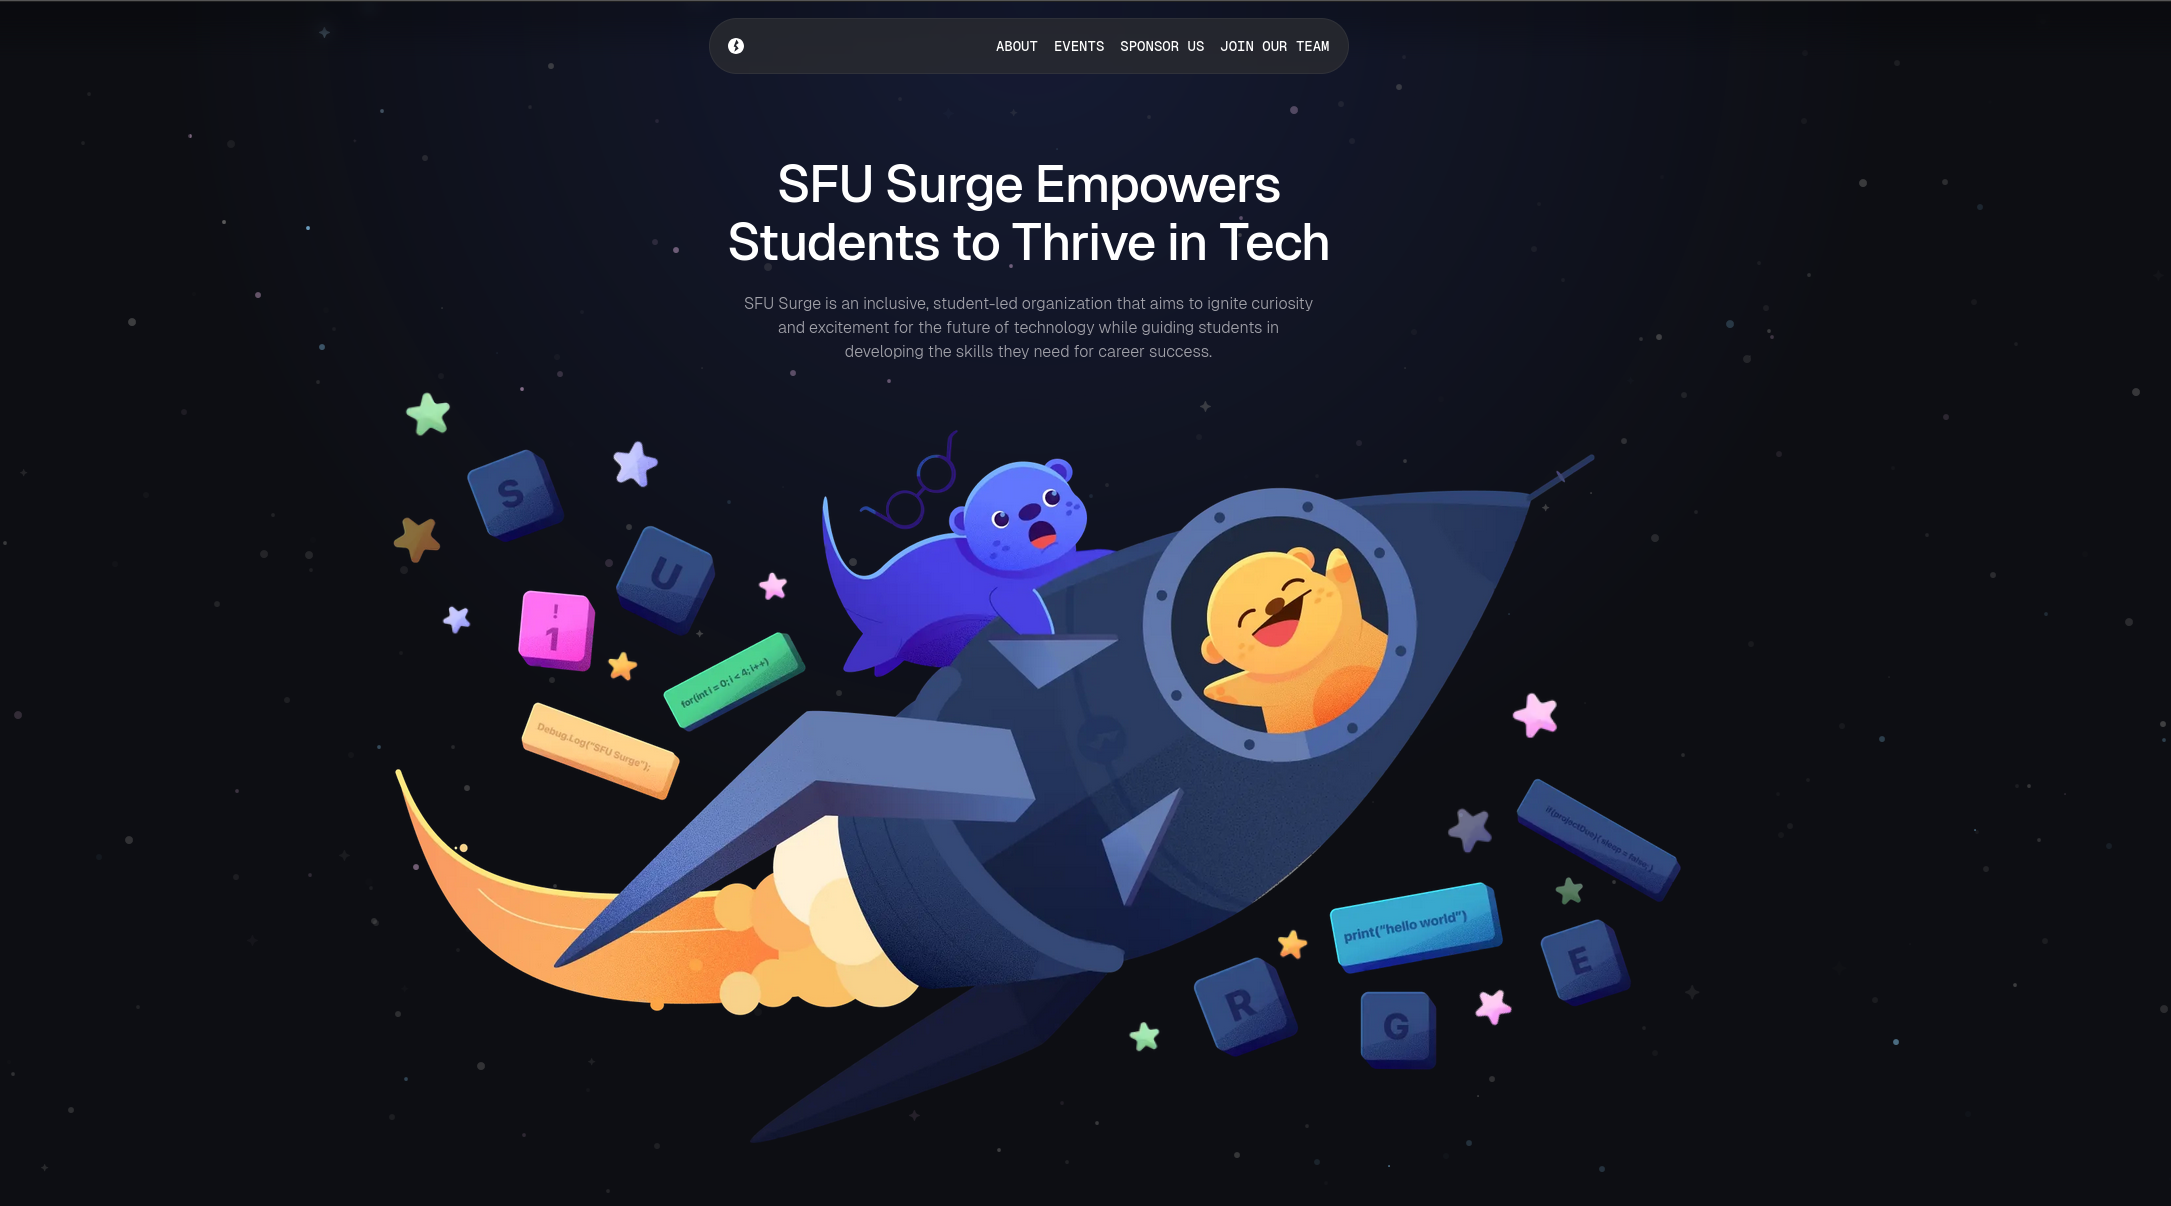 ABOUT EVENTS SPONSOR US JOIN OUR TEAM
SFU Surge Empowers
Students to Thrive in Tech
SFU Surge is an inclusive, student-led organization that aims to ignite curiosity
and excitement for the future of technology while guiding students in
developing the skills they need for career success.
S
U
!
1
for(int i = 0; i < 4; i++)
Debug.Log("SFU Surge");
if(projectDue){ sleep = false; }
print("hello world")
R
G
E